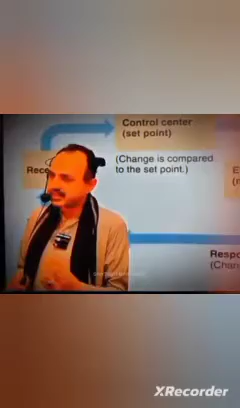 Control center
(set point)
(Change is compared
to the set point.)
Rece
E
Respo
(Chan
XRecorder